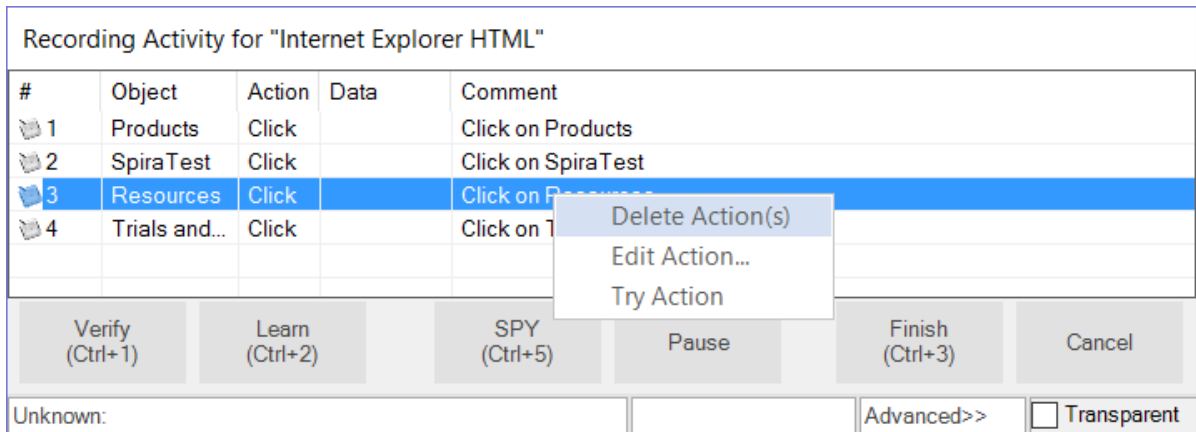 Recording Activity for "Internet Explorer HTML"
# Object Action Data Comment
1 Products Click Click on Products
2 SpiraTest Click Click on SpiraTest
3 Resources Click Click on Resources
4 Trials and... Click Click on T
Delete Action(s)
Edit Action...
Try Action
Verify Learn SPY Pause Finish Cancel
(Ctrl+1) (Ctrl+2) (Ctrl+5) (Ctrl+3)
Unknown: Advanced>> Transparent